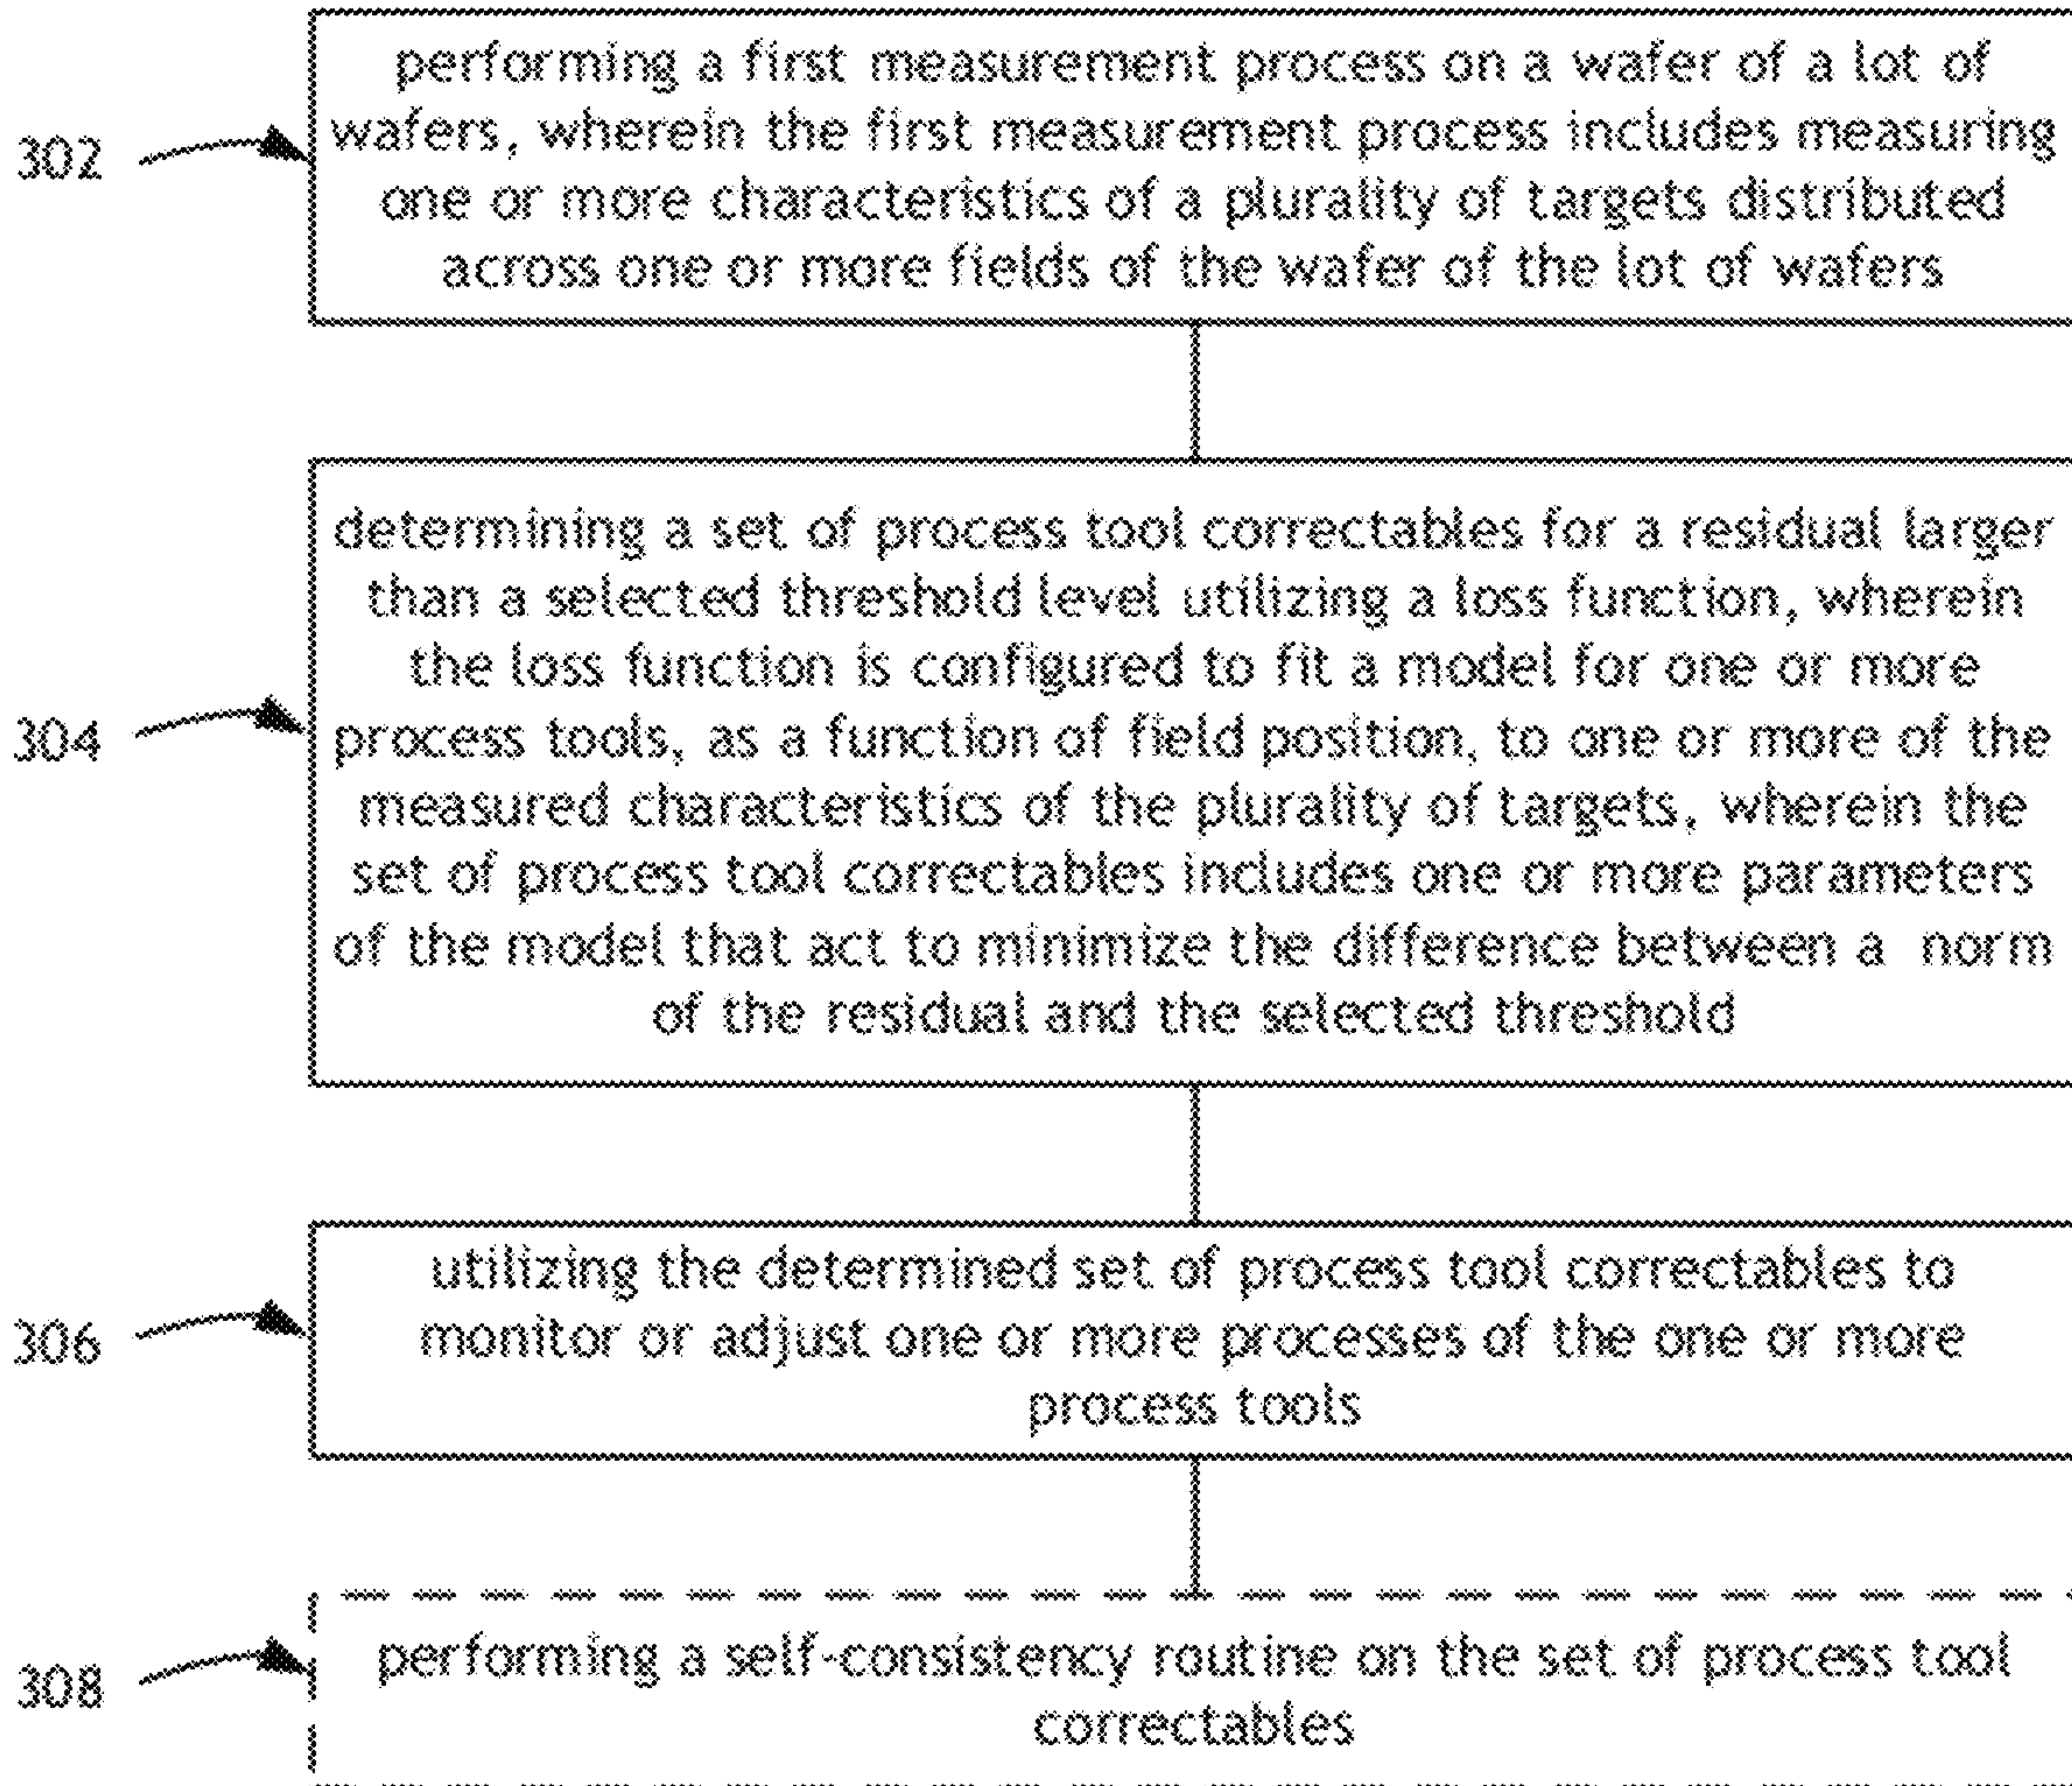 performing a first measurement process on a wafer of a lot of
wafers, wherein the first measurement process includes measuring
302
one or more characteristics of a plurality of targets distributed
across one or more fields of the wafer of the lot of wafers
determining a set of process tool correctables for a residual larger
than a selected threshold level utilizing a loss function, wherein
the loss function is configured to fit a model for one or more
304
process tools, as a function of field position, to one or more of the
measured characteristics of the plurality of targets, wherein the
set of process tool correctables includes one or more parameters
of the model that act to minimize the difference between a norm
of the residual and the selected threshold
utilizing the determined set of process tool correctables to
306
monitor or adjust one or more processes of the one or more
process tools
308
performing a self-consistency routine on the set of process tool
correctables